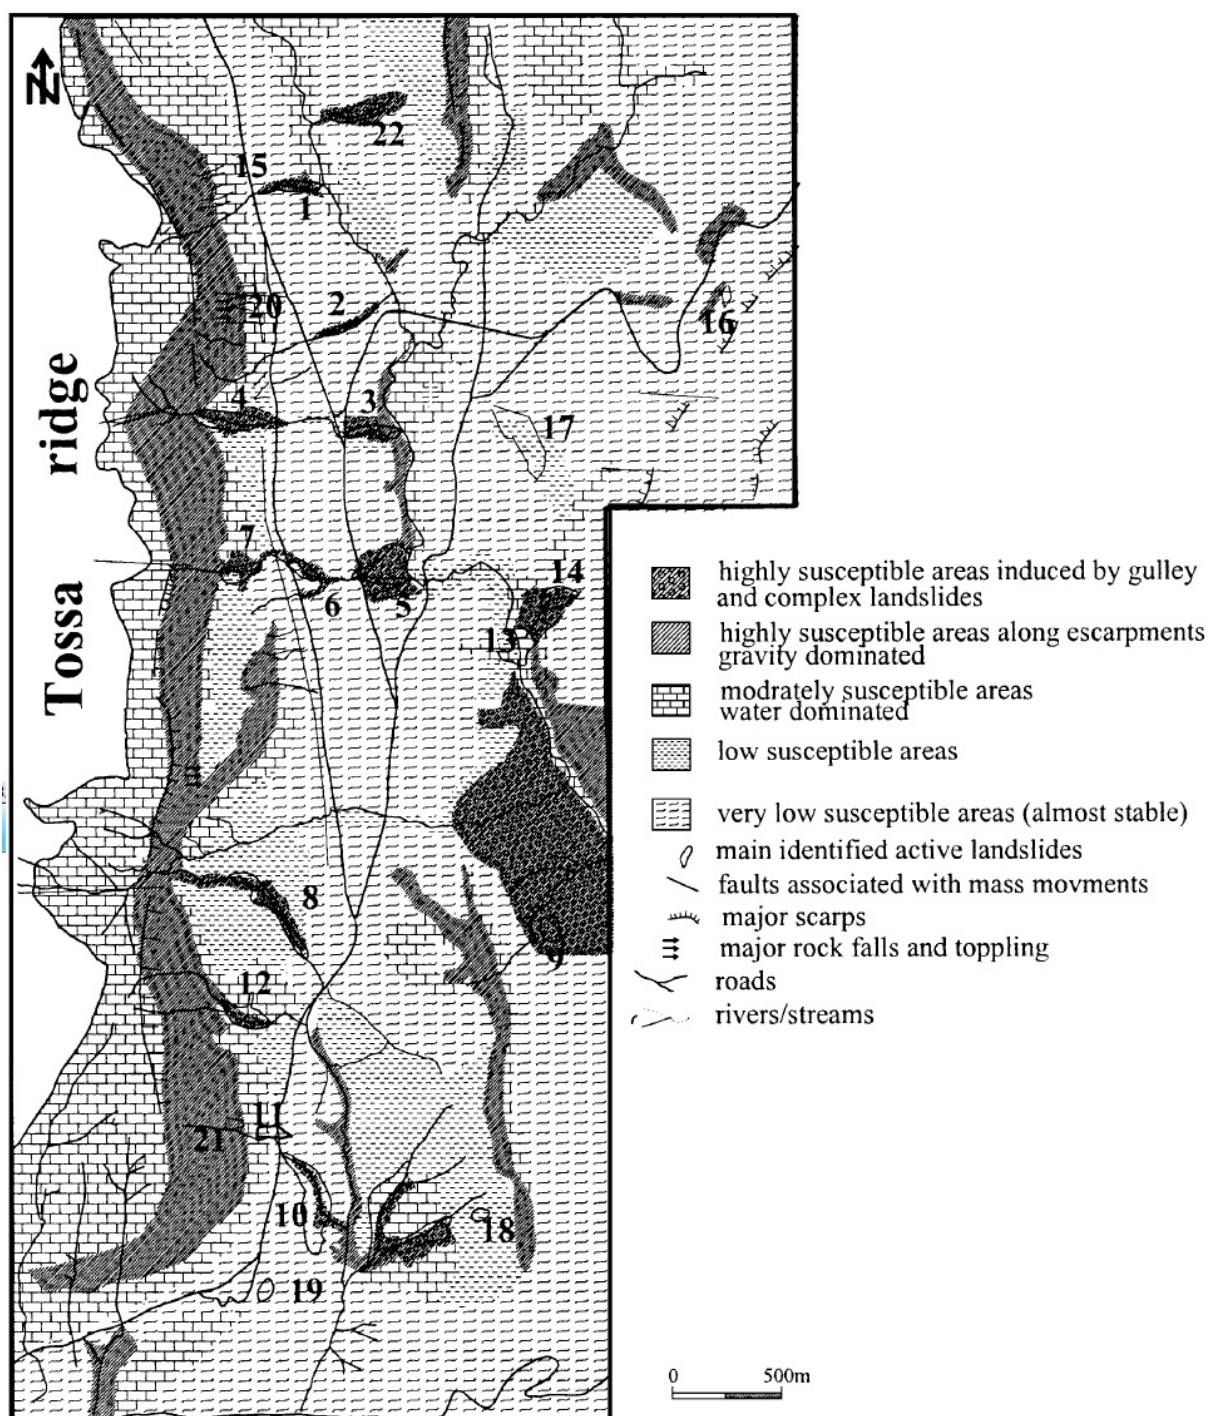 N
22
15
1
20
2
16
ridge
4
3
17
7
14
6
5
13
Tossa
8
9
12
11
21
10
18
19
highly susceptible areas induced by gulley
and complex landslides
highly susceptible areas along escarpments
gravity dominated
modrately susceptible areas
water dominated
low susceptible areas
very low susceptible areas (almost stable)
main identified active landslides
faults associated with mass movments
major scarps
major rock falls and toppling
roads
rivers/streams
0 500m